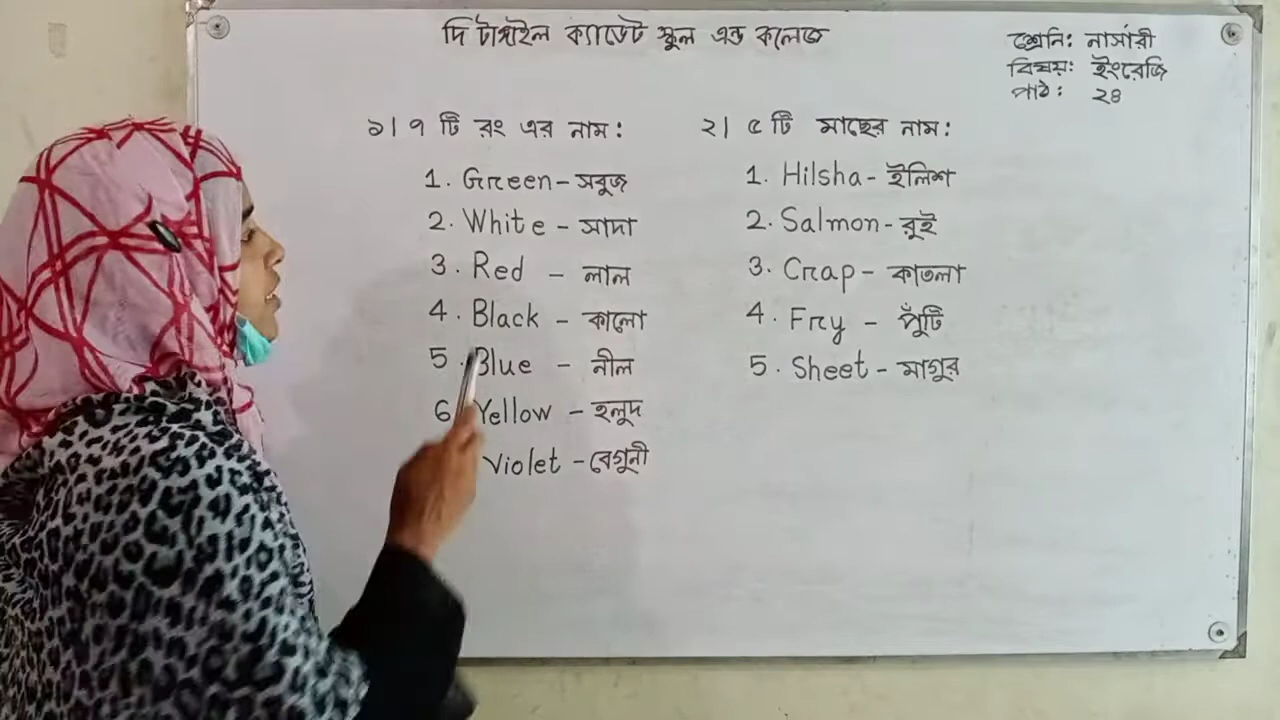 দি টাঙ্গাইল ক্যাডেট স্কুল এন্ড কলেজ
শ্রেনি: নার্সারী
বিষয়: ইংরেজি
পাঠ: ২৪
১। ৭ টি রং এর নাম:
1. Green - সবুজ
2. White - সাদা
3. Red - লাল
4. Black - কালো
5. Blue - নীল
6. Yellow - হলুদ
Violet - বেগুনী
২। ৫ টি মাছের নাম:
1. Hilsha - ইলিশ
2. Salmon - রুই
3. Crap - কাতলা
4. Fry - পুঁটি
5. Sheet - মাগুর